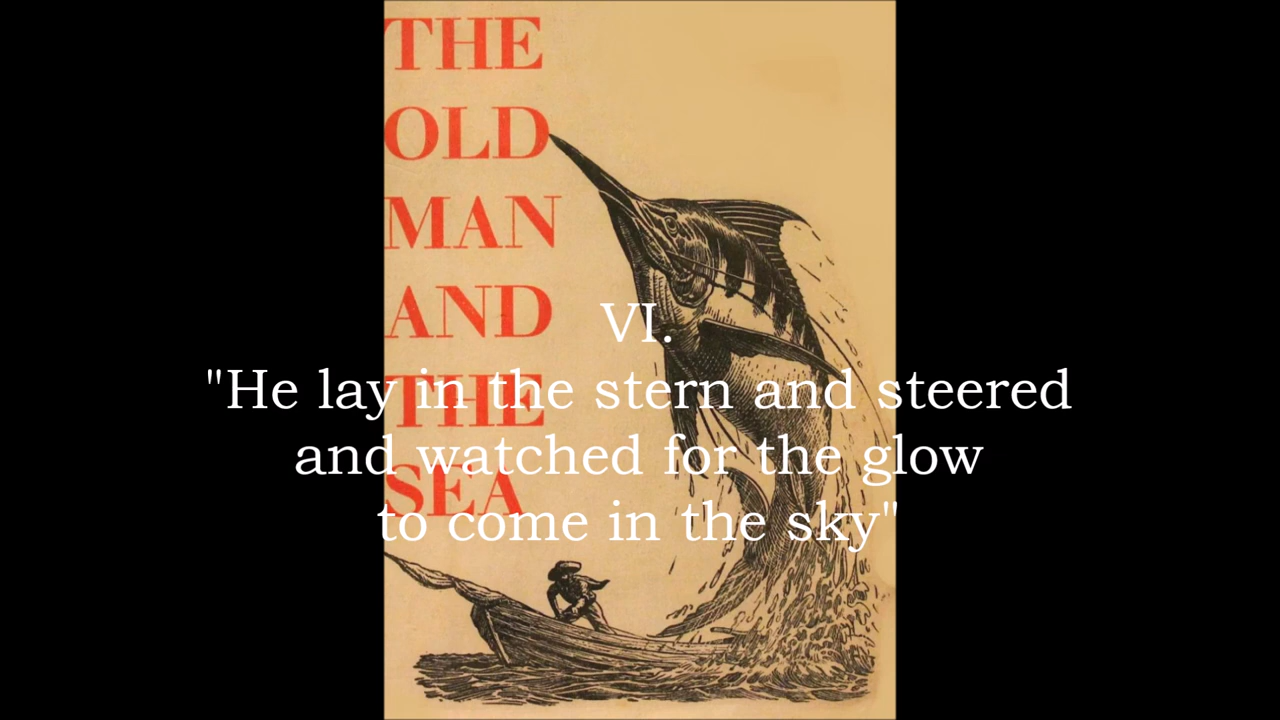 THE
OLD
MAN
AND
THE
SEA
VI.
"He lay in the stern and steered
and watched for the glow
to come in the sky"